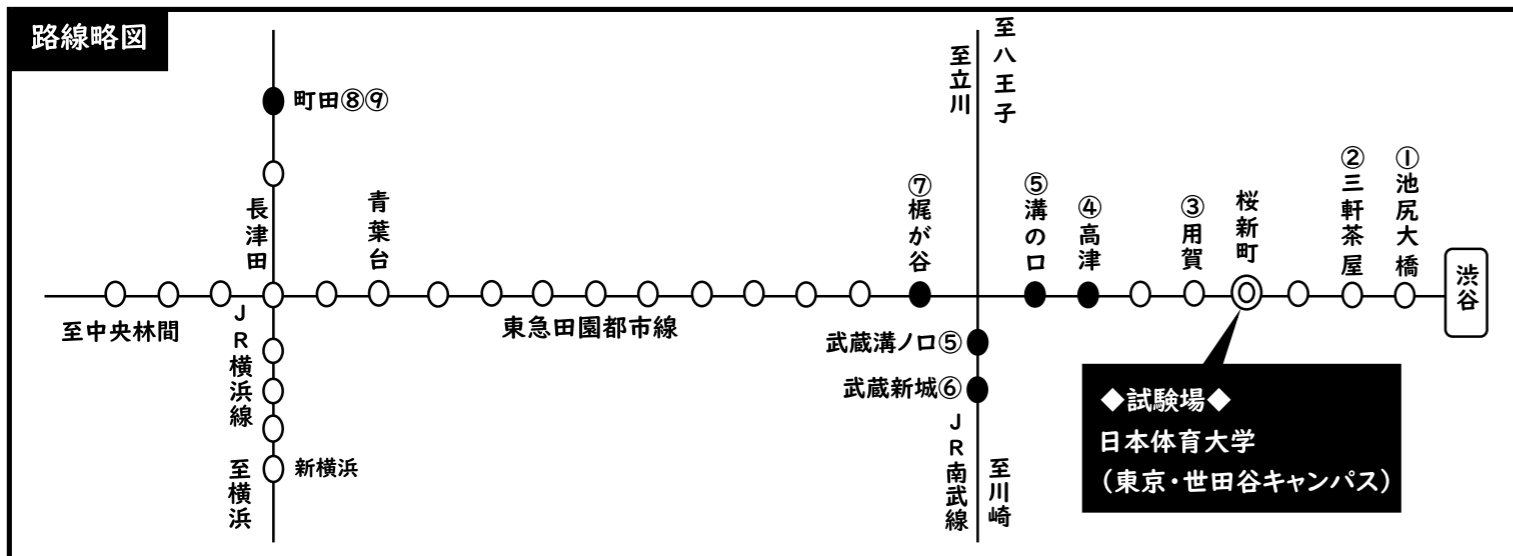 路線略図
町田⑧⑨
長津田
青葉台
⑦梶が谷
至立川
至八王子
⑤溝のロ
④高津
③用賀
桜新町
②三軒茶屋
①池尻大橋
渋谷
至中央林間
東急田園都市線
JR横浜線
至横浜
新横浜
武蔵溝ノロ⑤
武蔵新城⑥
JR南武線
至川崎
◆試験場◆
日本体育大学
(東京・世田谷キャンパス)